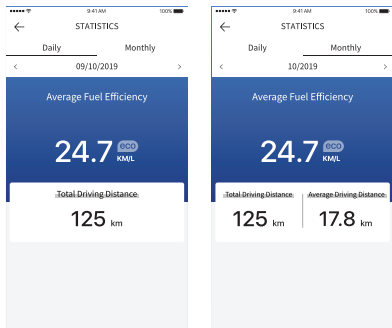 9:41 AM 100%
STATISTICS
Daily Monthly
09/10/2019
Average Fuel Efficiency
24.7 eco KM/L
Total Driving Distance
125 km
9:41 AM 100%
STATISTICS
Daily Monthly
10/2019
Average Fuel Efficiency
24.7 eco KM/L
Total Driving Distance Average Driving Distance
125 km 17.8 km